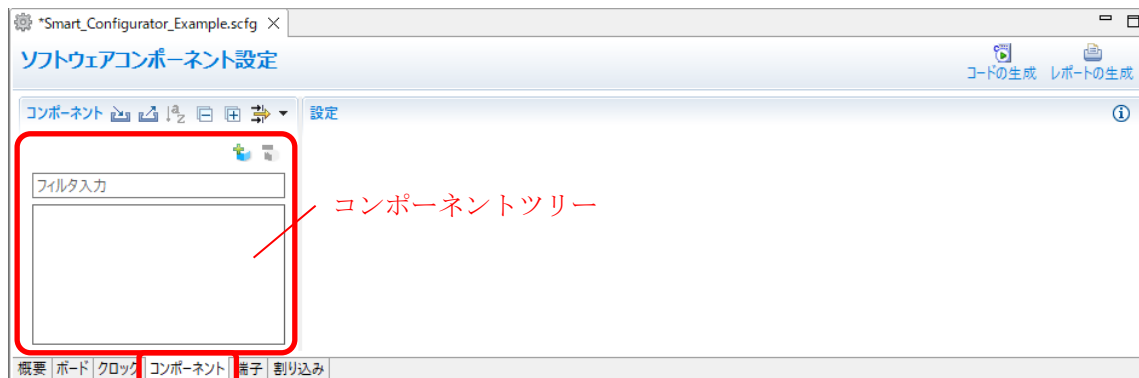 *Smart_Configurator_Example.scfg
ソフトウェアコンポーネント設定
コードの生成 レポートの生成
コンポーネント 設定
フィルタ入力
コンポーネントツリー
概要 ボード クロック コンポーネント 端子 割り込み